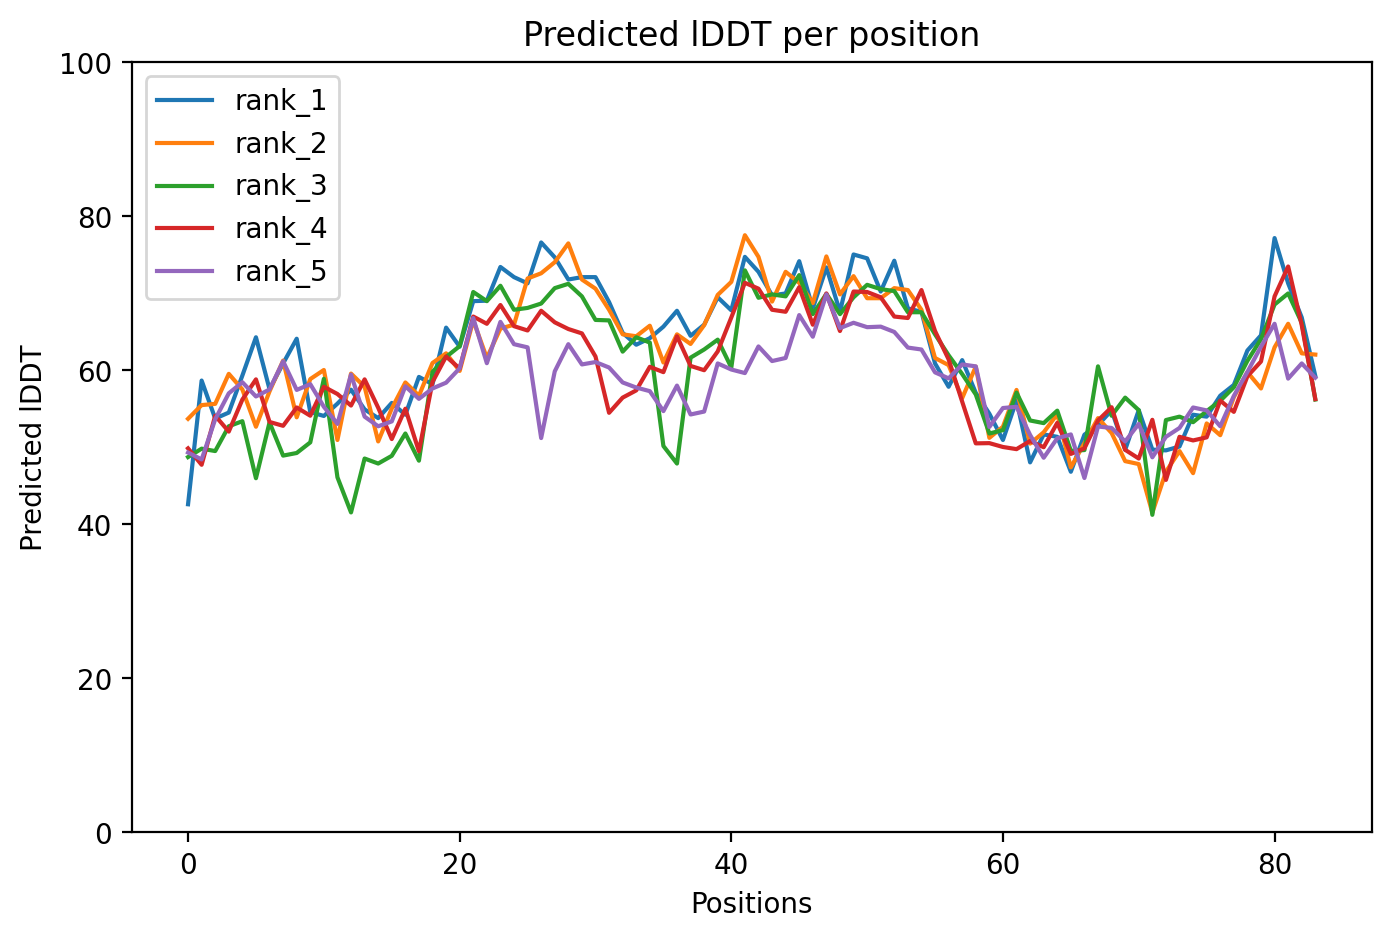 Predicted lDDT per position
100
80
60
40
20
0
Predicted lDDT
rank_1
rank_2
rank_3
rank_4
rank_5
0 20 40 60 80
Positions